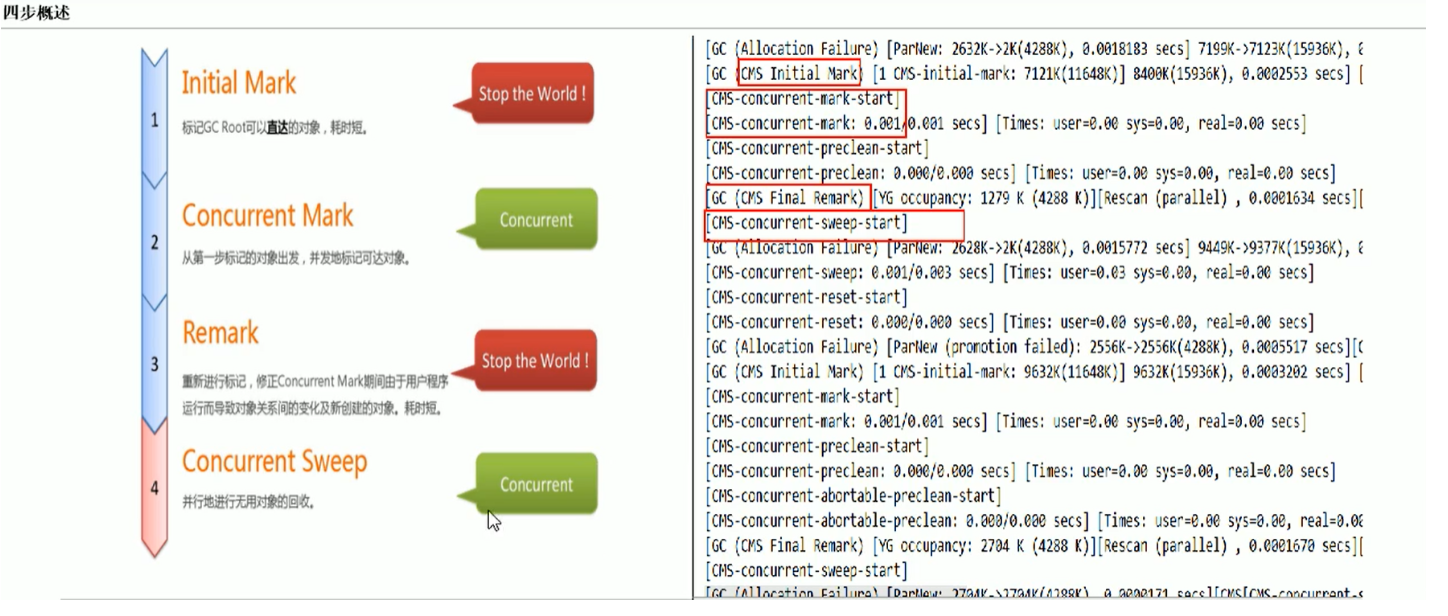 四步概述
1
Initial Mark
Stop the World !
标记GC Root可以直达的对象，耗时短。
2
Concurrent Mark
Concurrent
从第一步标记的对象出发，并发地标记可达对象。
3
Remark
Stop the World !
重新进行标记，修正Concurrent Mark期间由于用户程序
运行而导致对象关系间的变化及新创建的对象。耗时短。
4
Concurrent Sweep
Concurrent
并行地进行无用对象的回收。
[GC (Allocation Failure) [ParNew: 2632K->2K(4288K), 0.0018183 secs] 7199K->7123K(15936K), 0
[GC (CMS Initial Mark) [1 CMS-initial-mark: 7121K(11648K)] 8400K(15936K), 0.0002553 secs] [
[CMS-concurrent-mark-start]
[CMS-concurrent-mark: 0.001/0.001 secs] [Times: user=0.00 sys=0.00, real=0.00 secs]
[CMS-concurrent-preclean-start]
[CMS-concurrent-preclean: 0.000/0.000 secs] [Times: user=0.00 sys=0.00, real=0.00 secs]
[GC (CMS Final Remark) [YG occupancy: 1279 K (4288 K)][Rescan (parallel) , 0.0001634 secs][
[CMS-concurrent-sweep-start]
[GC (Allocation Failure) [ParNew: 2628K->2K(4288K), 0.0015772 secs] 9449K->9377K(15936K), 0
[CMS-concurrent-sweep: 0.001/0.003 secs] [Times: user=0.03 sys=0.00, real=0.00 secs]
[CMS-concurrent-reset-start]
[CMS-concurrent-reset: 0.000/0.000 secs] [Times: user=0.00 sys=0.00, real=0.00 secs]
[GC (Allocation Failure) [ParNew (promotion failed): 2556K->2556K(4288K), 0.0005517 secs][C
[GC (CMS Initial Mark) [1 CMS-initial-mark: 9632K(11648K)] 9632K(15936K), 0.0003202 secs] [
[CMS-concurrent-mark-start]
[CMS-concurrent-mark: 0.001/0.001 secs] [Times: user=0.00 sys=0.00, real=0.00 secs]
[CMS-concurrent-preclean-start]
[CMS-concurrent-preclean: 0.000/0.000 secs] [Times: user=0.00 sys=0.00, real=0.00 secs]
[CMS-concurrent-abortable-preclean-start]
[CMS-concurrent-abortable-preclean: 0.000/0.000 secs] [Times: user=0.00 sys=0.00, real=0.00
[GC (CMS Final Remark) [YG occupancy: 2704 K (4288 K)][Rescan (parallel) , 0.0001670 secs][
[CMS-concurrent-sweep-start]
[GC (Allocation Failure) [ParNew: 2704K->2704K(4288K), 0.0000171 secs][CMS[CMS-concurrent-s